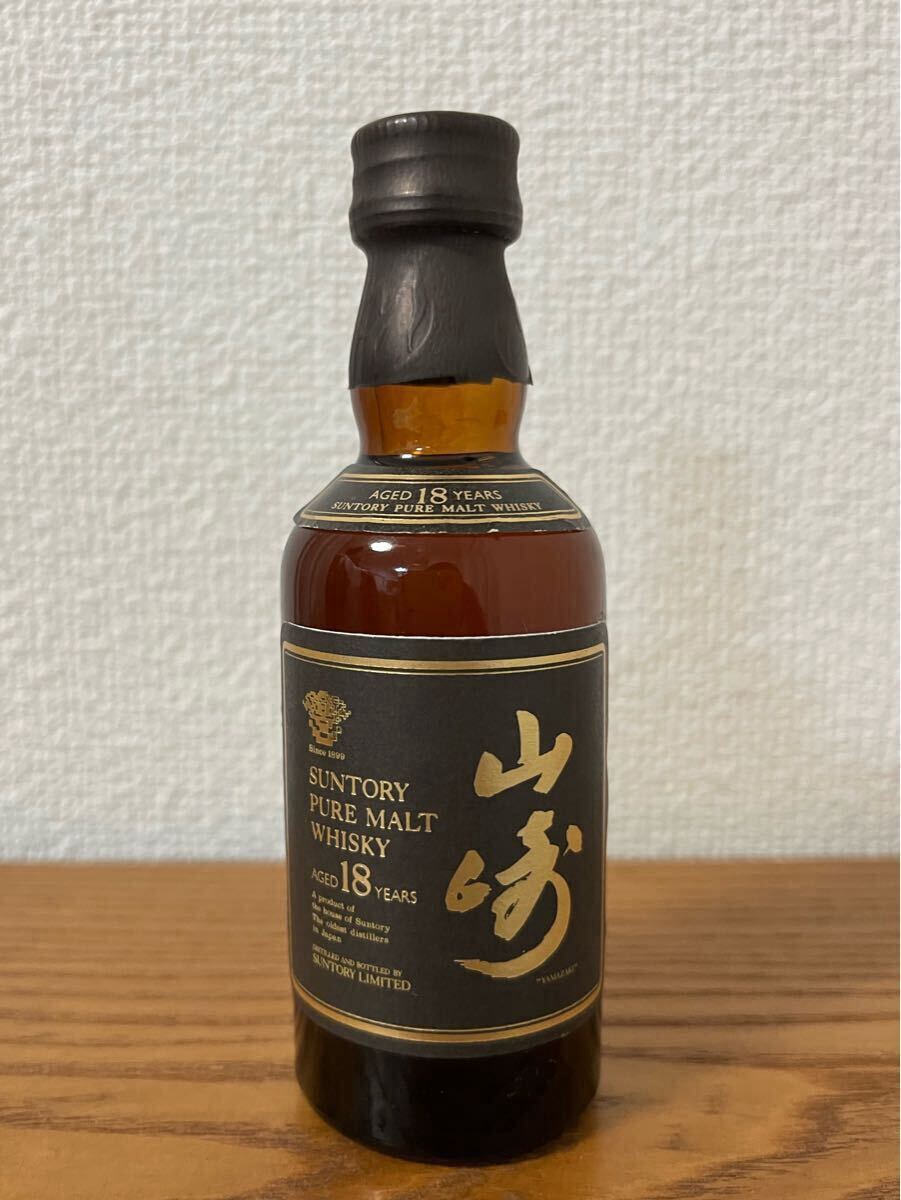 AGED 18 YEARS
SUNTORY PURE MALT WHISKY
Since 1899
SUNTORY
PURE MALT
WHISKY
AGED 18 YEARS
A product of
the house of Suntory
The oldest distillers
in Japan
DISTILLED AND BOTTLED BY
SUNTORY LIMITED
山崎
"YAMAZAKI"